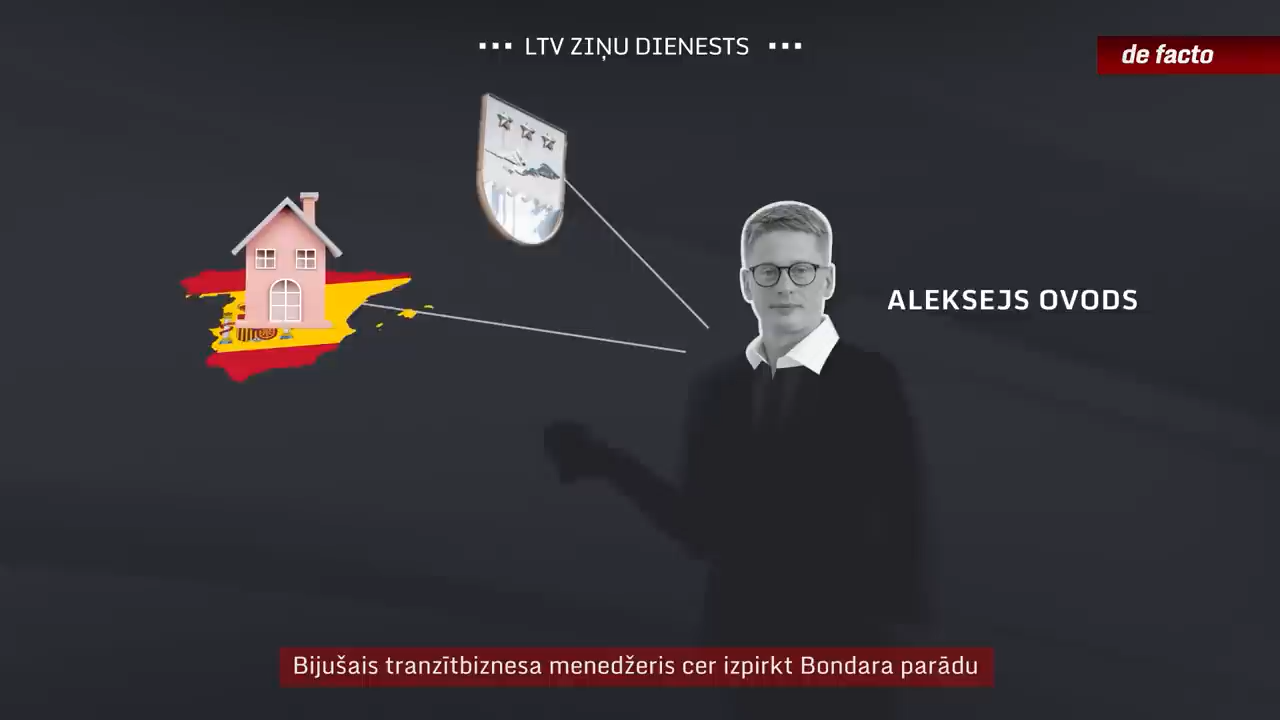 LTV ZIŅU DIENESTS
de facto
ALEKSEJS OVODS
Bijušais tranzītbiznesa menedžeris cer izpirkt Bondara parādu